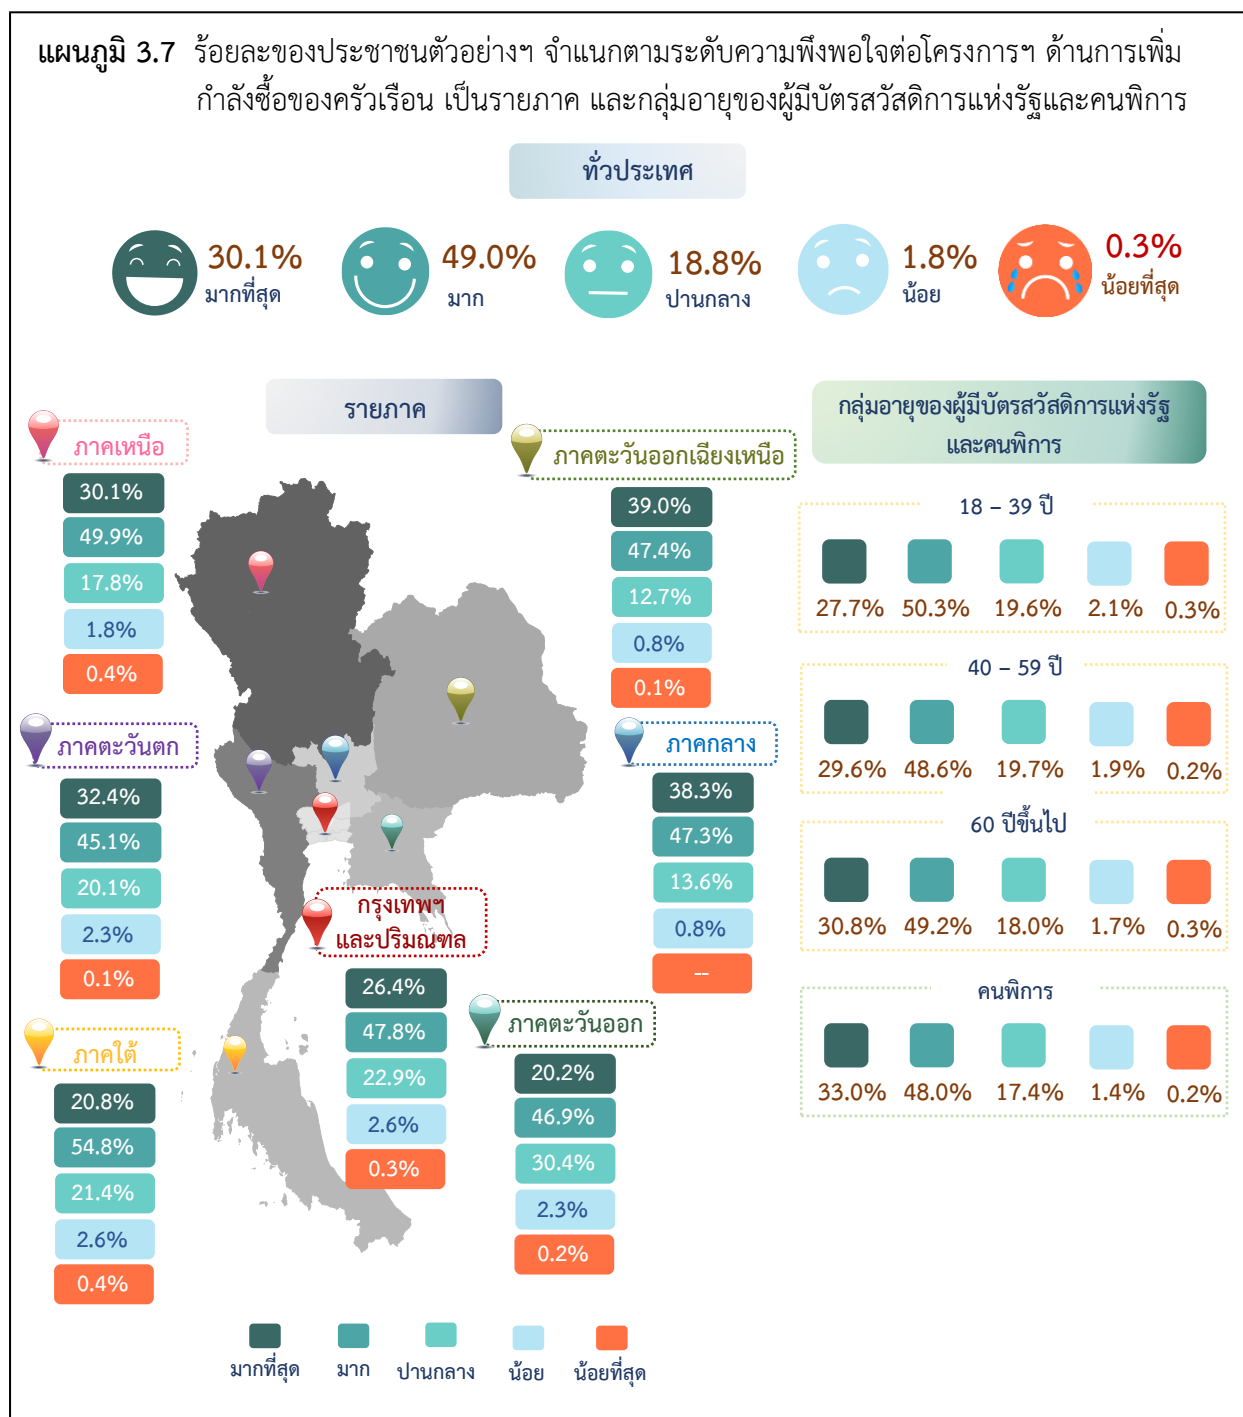 แผนภูมิ 3.7 ร้อยละของประชาชนตัวอย่างฯ จำแนกตามระดับความพึงพอใจต่อโครงการฯ ด้านการเพิ่ม
กำลังซื้อของครัวเรือน เป็นรายภาค และกลุ่มอายุของผู้มีบัตรสวัสดิการแห่งรัฐและคนพิการ
ทั่วประเทศ
30.1%
มากที่สุด
49.0%
มาก
18.8%
ปานกลาง
1.8%
น้อย
0.3%
น้อยที่สุด
รายภาค
ภาคเหนือ
30.1%
49.9%
17.8%
1.8%
0.4%
ภาคตะวันออกเฉียงเหนือ
39.0%
47.4%
12.7%
0.8%
0.1%
ภาคตะวันตก
32.4%
45.1%
20.1%
2.3%
0.1%
ภาคกลาง
38.3%
47.3%
13.6%
0.8%
--
กรุงเทพฯ
และปริมณฑล
26.4%
47.8%
22.9%
2.6%
0.3%
ภาคตะวันออก
20.2%
46.9%
30.4%
2.3%
0.2%
ภาคใต้
20.8%
54.8%
21.4%
2.6%
0.4%
มากที่สุด มาก ปานกลาง น้อย น้อยที่สุด
กลุ่มอายุของผู้มีบัตรสวัสดิการแห่งรัฐ
และคนพิการ
18 – 39 ปี
27.7% 50.3% 19.6% 2.1% 0.3%
40 – 59 ปี
29.6% 48.6% 19.7% 1.9% 0.2%
60 ปีขึ้นไป
30.8% 49.2% 18.0% 1.7% 0.3%
คนพิการ
33.0% 48.0% 17.4% 1.4% 0.2%